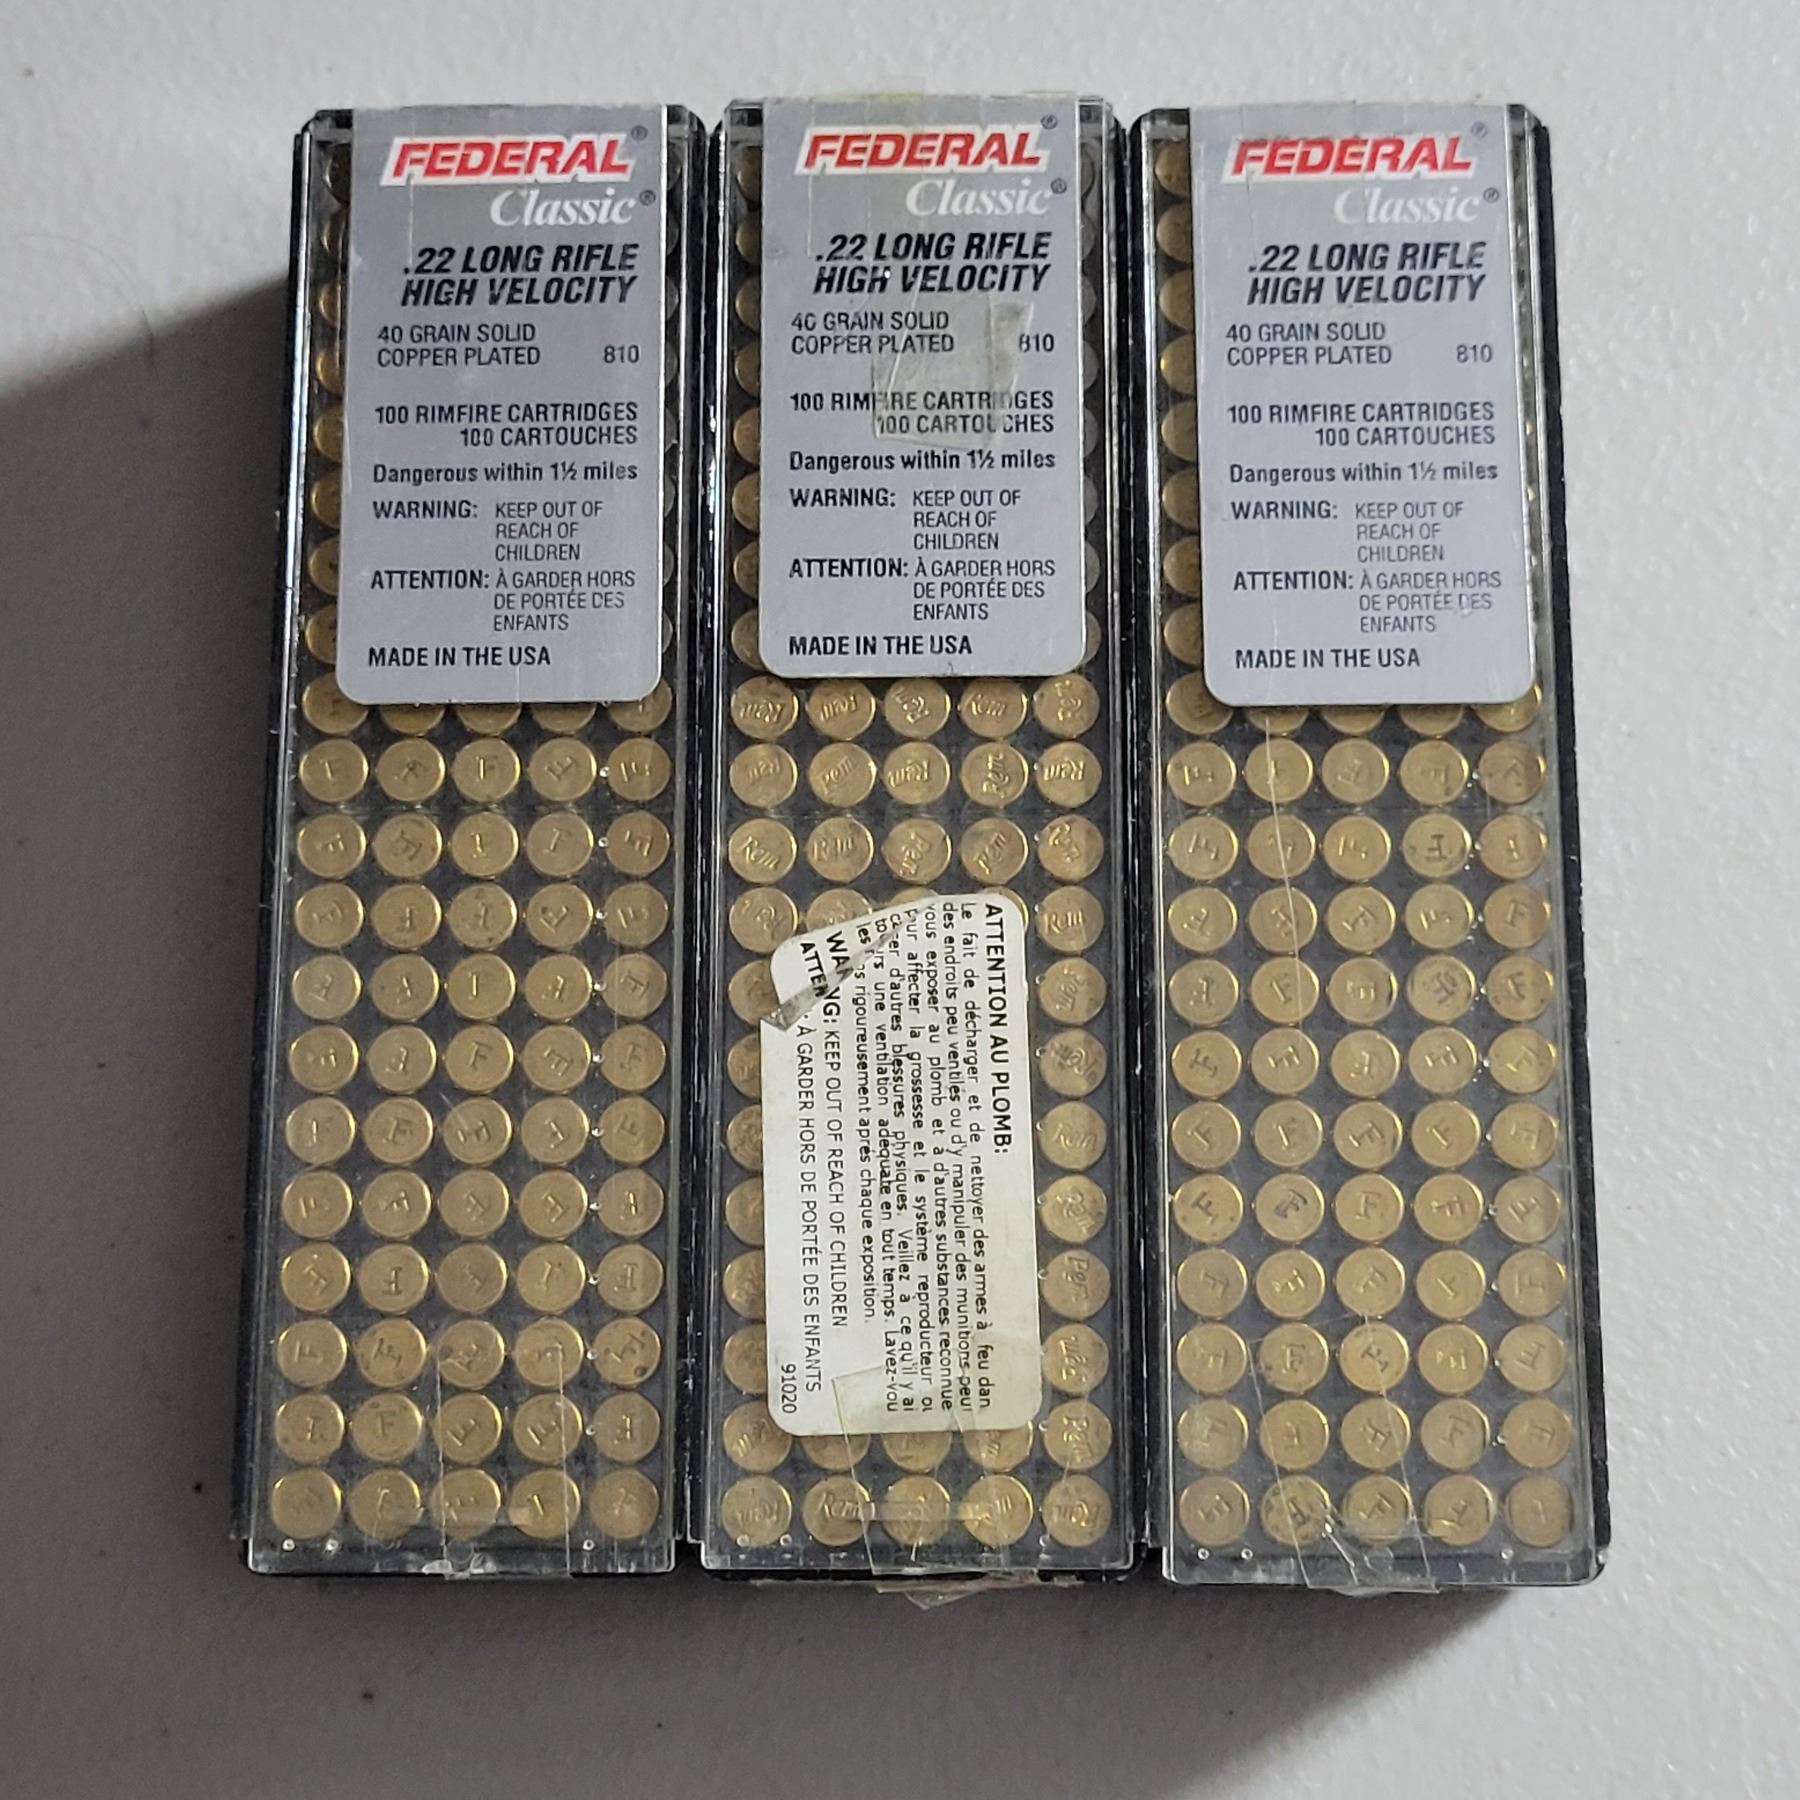 FEDERAL®
Classic®
.22 LONG RIFLE
HIGH VELOCITY
40 GRAIN SOLID
COPPER PLATED 810
100 RIMFIRE CARTRIDGES
100 CARTOUCHES
Dangerous within 1½ miles
WARNING: KEEP OUT OF
REACH OF
CHILDREN
ATTENTION: À GARDER HORS
DE PORTÉE DES
ENFANTS
MADE IN THE USA
FEDERAL®
Classic®
.22 LONG RIFLE
HIGH VELOCITY
40 GRAIN SOLID
COPPER PLATED 810
100 RIMFIRE CARTRIDGES
100 CARTOUCHES
Dangerous within 1½ miles
WARNING: KEEP OUT OF
REACH OF
CHILDREN
ATTENTION: À GARDER HORS
DE PORTÉE DES
ENFANTS
MADE IN THE USA
FEDERAL®
Classic®
.22 LONG RIFLE
HIGH VELOCITY
40 GRAIN SOLID
COPPER PLATED 810
100 RIMFIRE CARTRIDGES
100 CARTOUCHES
Dangerous within 1½ miles
WARNING: KEEP OUT OF
REACH OF
CHILDREN
ATTENTION: À GARDER HORS
DE PORTÉE DES
ENFANTS
MADE IN THE USA
ATTENTION AU PLOMB:
Le fait de décharger et de nettoyer des armes à feu dan
des endroits peu ventilés ou d'y manipuler des munitions peu
vous exposer au plomb et à d'autres substances reconnue
pour affecter la grossesse et le système reproducteur
d'autres blessures physiques. Veillez à ce qu'il y ai
une ventilation adéquate en tout temps. Lavez-vou
les rigoureusement après chaque exposition.
WARNING: KEEP OUT OF REACH OF CHILDREN
À GARDER HORS DE PORTÉE DES ENFANTS
91020